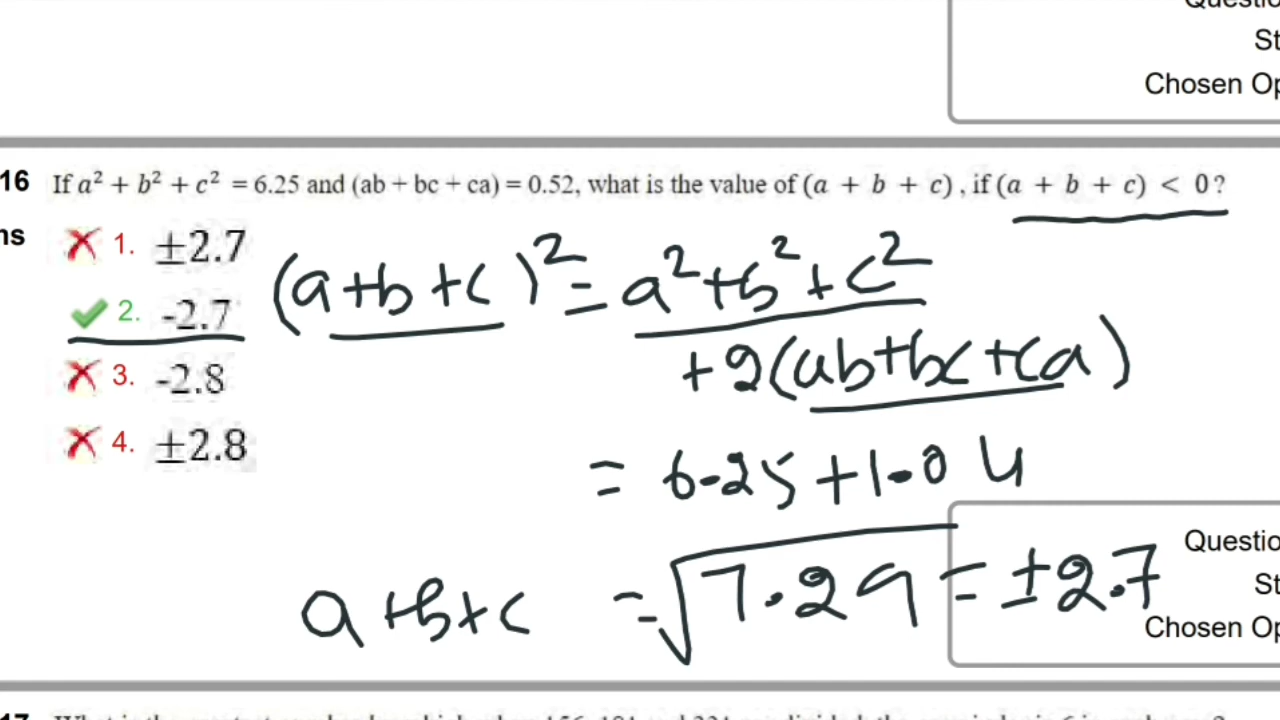 Questio
St
Chosen Op
16 If a² + b² + c² = 6.25 and (ab + bc + ca) = 0.52, what is the value of (a + b + c), if (a + b + c) < 0?
ns
1. ±2.7
2. -2.7
3. -2.8
4. ±2.8
(a+b+c)² = a²+b²+c²
+2(ab+bc+ca)
= 6.25+1.04
a+b+c = √7.29 = ±2.7
Questio
St
Chosen Op
17